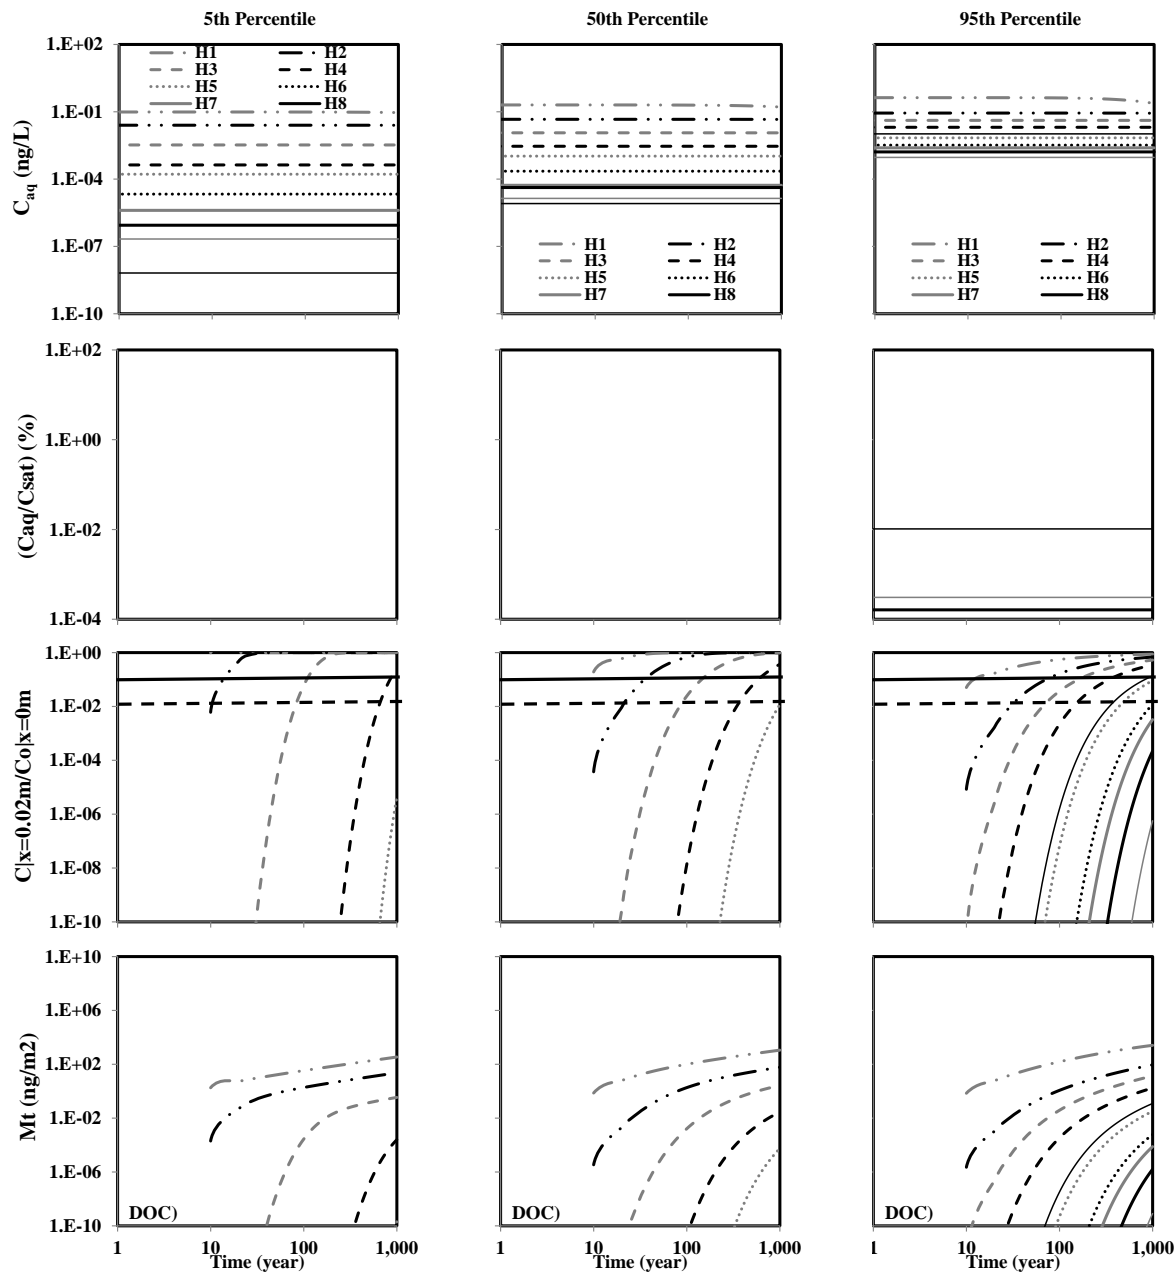 5th Percentile 50th Percentile 95th Percentile
Caq (ng/L)
1.E+02
1.E-01
1.E-04
1.E-07
1.E-10
H1 H2
H3 H4
H5 H6
H7 H8
H1 H2
H3 H4
H5 H6
H7 H8
H1 H2
H3 H4
H5 H6
H7 H8
(Caq/Csat) (%)
1.E+02
1.E+00
1.E-02
1.E-04
C|x=0.02m/Co|x=0m
1.E+00
1.E-02
1.E-04
1.E-06
1.E-08
1.E-10
Mt (ng/m2)
1.E+10
1.E+06
1.E+02
1.E-02
1.E-06
1.E-10
DOC) DOC) DOC)
1 10 100 1,000 1 10 100 1,000 1 10 100 1,000
Time (year) Time (year) Time (year)